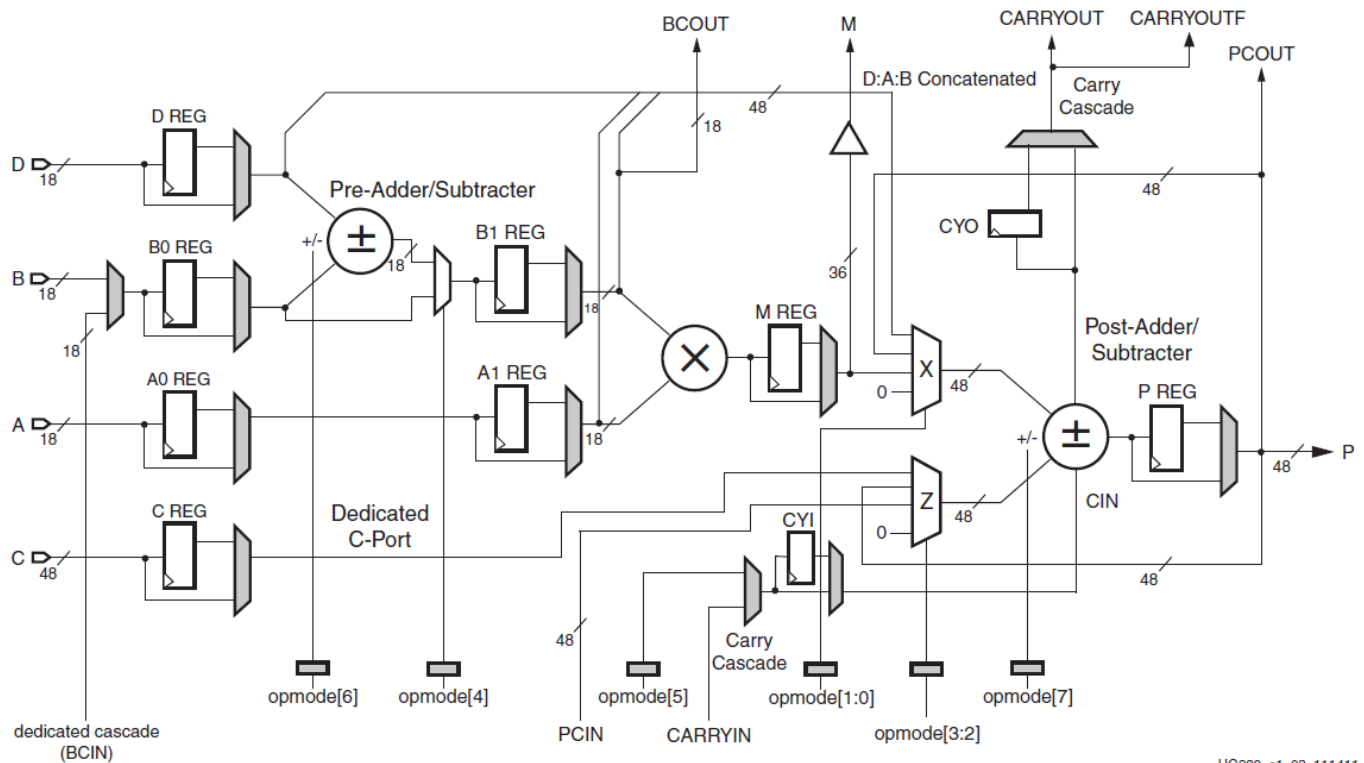 BCOUT
M
CARRYOUT
CARRYOUTF
PCOUT
D:A:B Concatenated
Carry
Cascade
48
18
D REG
D
18
Pre-Adder/Subtracter
+/-
±
18
B0 REG
B
18
18
B1 REG
18
48
CYO
36
M REG
×
Post-Adder/
Subtracter
X
0
48
P REG
+/-
±
48
P
A0 REG
A
18
A1 REG
18
C REG
C
48
Dedicated
C-Port
Z
0
48
CIN
CYI
48
48
Carry
Cascade
opmode[6]
opmode[4]
opmode[5]
opmode[1:0]
opmode[7]
dedicated cascade
(BCIN)
PCIN
CARRYIN
opmode[3:2]